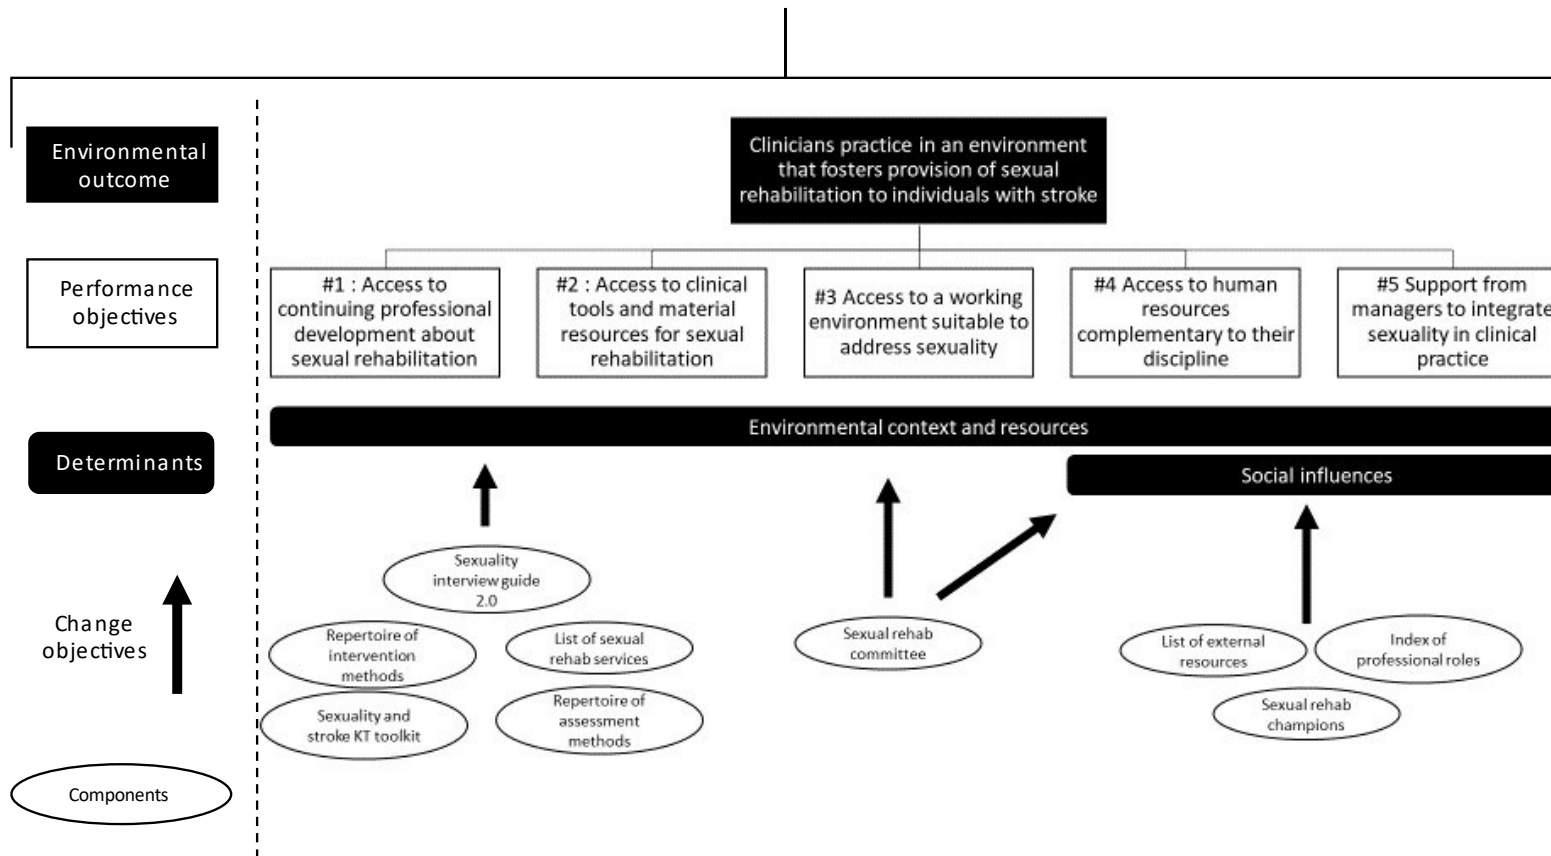 Environmental
outcome
Performance
objectives
Determinants
Change
objectives
Components
Clinicians practice in an environment
that fosters provision of sexual
rehabilitation to individuals with stroke
#1 : Access to
continuing professional
development about
sexual rehabilitation
#2 : Access to clinical
tools and material
resources for sexual
rehabilitation
#3 Access to a working
environment suitable to
address sexuality
#4 Access to human
resources
complementary to their
discipline
#5 Support from
managers to integrate
sexuality in clinical
practice
Environmental context and resources
Social influences
Sexuality
interview guide
2.0
Repertoire of
intervention
methods
List of sexual
rehab services
Sexuality and
stroke KT toolkit
Repertoire of
assessment
methods
Sexual rehab
committee
List of external
resources
Index of
professional roles
Sexual rehab
champions